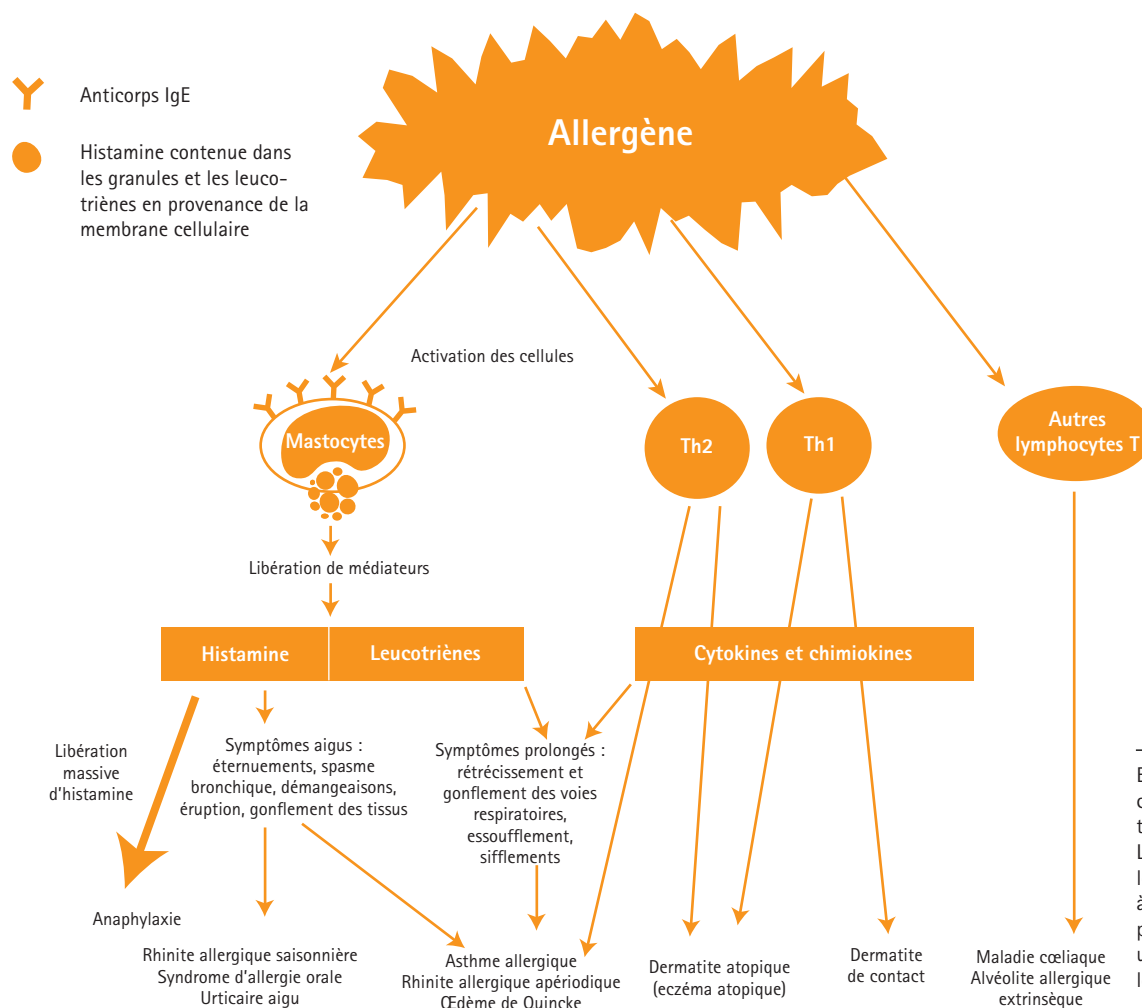 Anticorps IgE
Histamine contenue dans
les granules et les leuco-
triènes en provenance de la
membrane cellulaire
Allergène
Activation des cellules
Mastocytes
Th2
Th1
Autres
lymphocytes T
Libération de médiateurs
Histamine
Leucotriènes
Cytokines et chimiokines
Libération
massive
d'histamine
Symptômes aigus :
éternuements, spasme
bronchique, démangeaisons,
éruption, gonflement des tissus
Symptômes prolongés :
rétrécissement et
gonflement des voies
respiratoires,
essoufflement,
sifflements
Anaphylaxie
Rhinite allergique saisonnière
Syndrome d'allergie orale
Urticaire aigu
Asthme allergique
Rhinite allergique apériodique
Œdème de Quincke
Dermatite atopique
(eczéma atopique)
Dermatite
de contact
Maladie cœliaque
Alvéolite allergique
extrinsèque